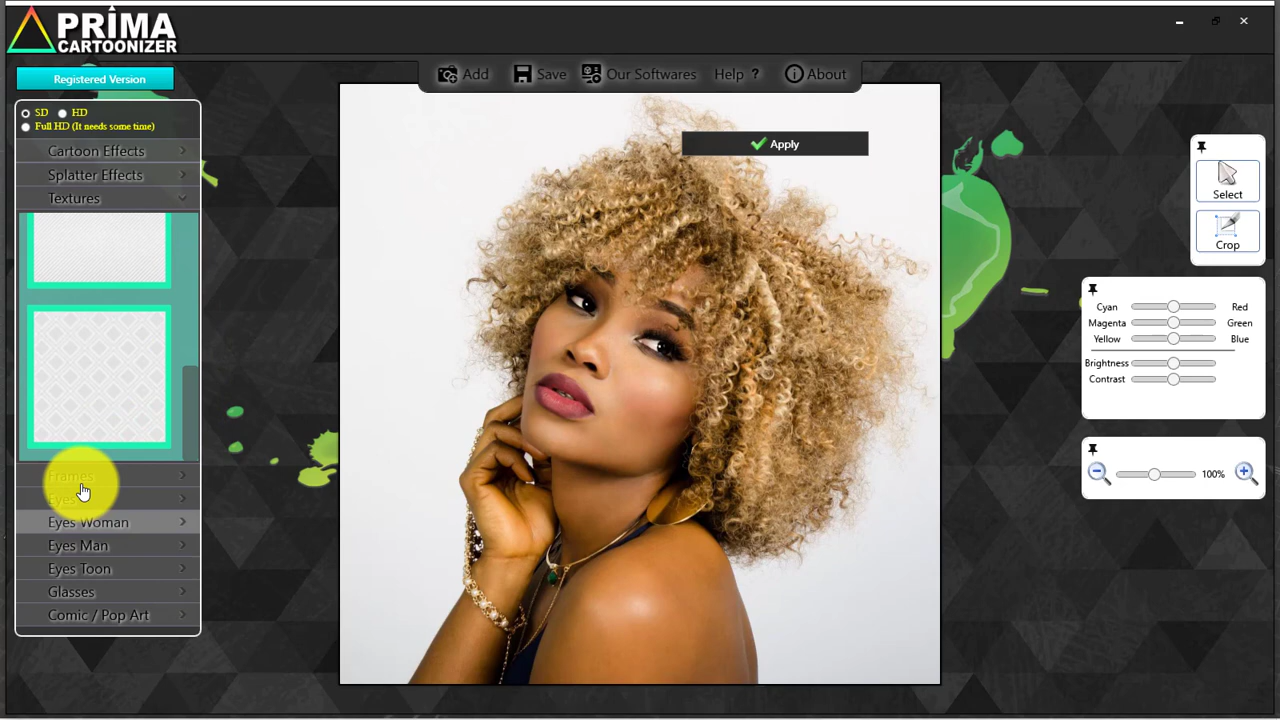 PRIMA
CARTOONIZER
Registered Version
Add
Save
Our Softwares
Help ?
About
SD
HD
Full HD (It needs some time)
Cartoon Effects
Splatter Effects
Textures
Frames
Eyes
Eyes Woman
Eyes Man
Eyes Toon
Glasses
Comic / Pop Art
Apply
Select
Crop
Cyan Red
Magenta Green
Yellow Blue
Brightness
Contrast
100%